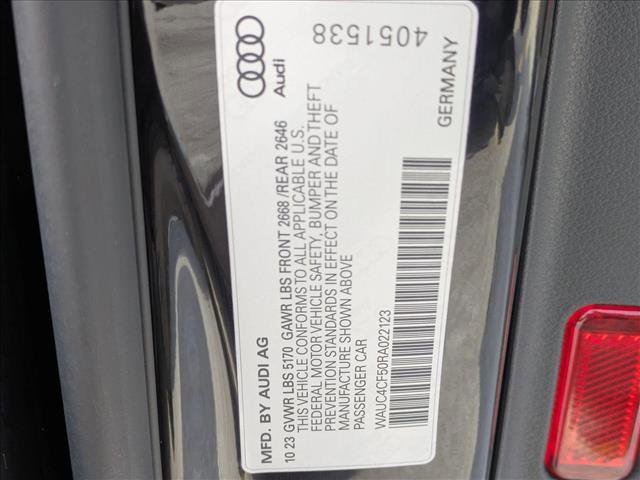 Audi
4051538
MFD. BY AUDI AG
10 23 GVWR LBS 5170 GAWR LBS FRONT 2668 /REAR 2646
THIS VEHICLE CONFORMS TO ALL APPLICABLE U.S.
FEDERAL MOTOR VEHICLE SAFETY, BUMPER AND THEFT
PREVENTION STANDARDS IN EFFECT ON THE DATE OF
MANUFACTURE SHOWN ABOVE
PASSENGER CAR
WAUC4CF50RA022123
GERMANY